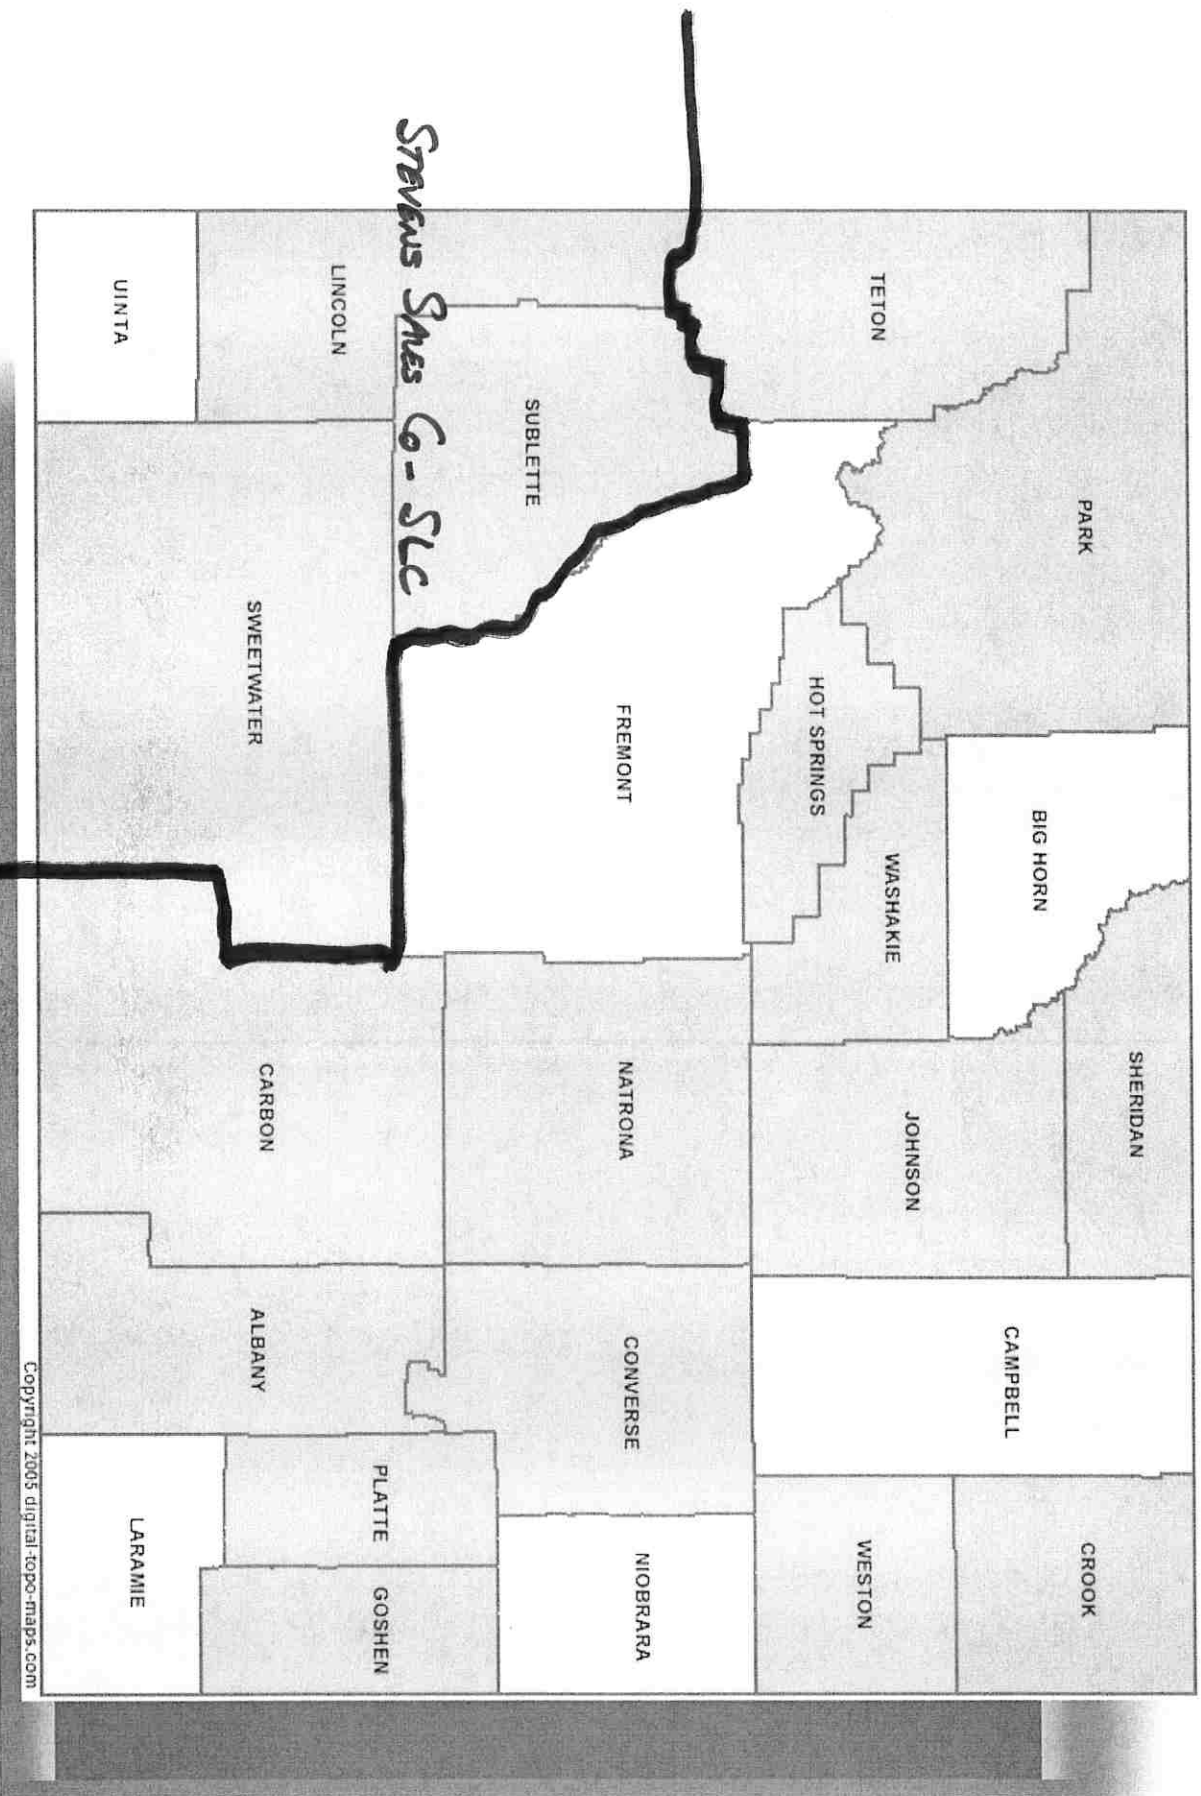 TETON
PARK
BIG HORN
SHERIDAN
CAMPBELL
CROOK
HOT SPRINGS
WASHAKIE
JOHNSON
WESTON
SUBLETTE
FREMONT
NATRONA
CONVERSE
NIOBRARA
STEVENS SALES CO - SLC
LINCOLN
UINTA
SWEETWATER
CARBON
ALBANY
PLATTE
GOSHEN
LARAMIE
Copyright 2005 digital-topo-maps.com